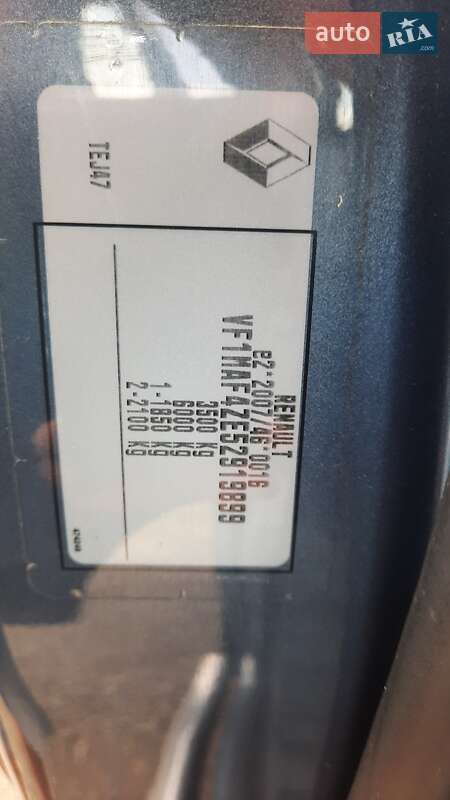 auto RIA.com
TEJA7
RENAULT
e2*2007/46*0016
VF1MAF4ZE52919899
3500 Kg
6000 Kg
1-1850 Kg
2-2100 Kg